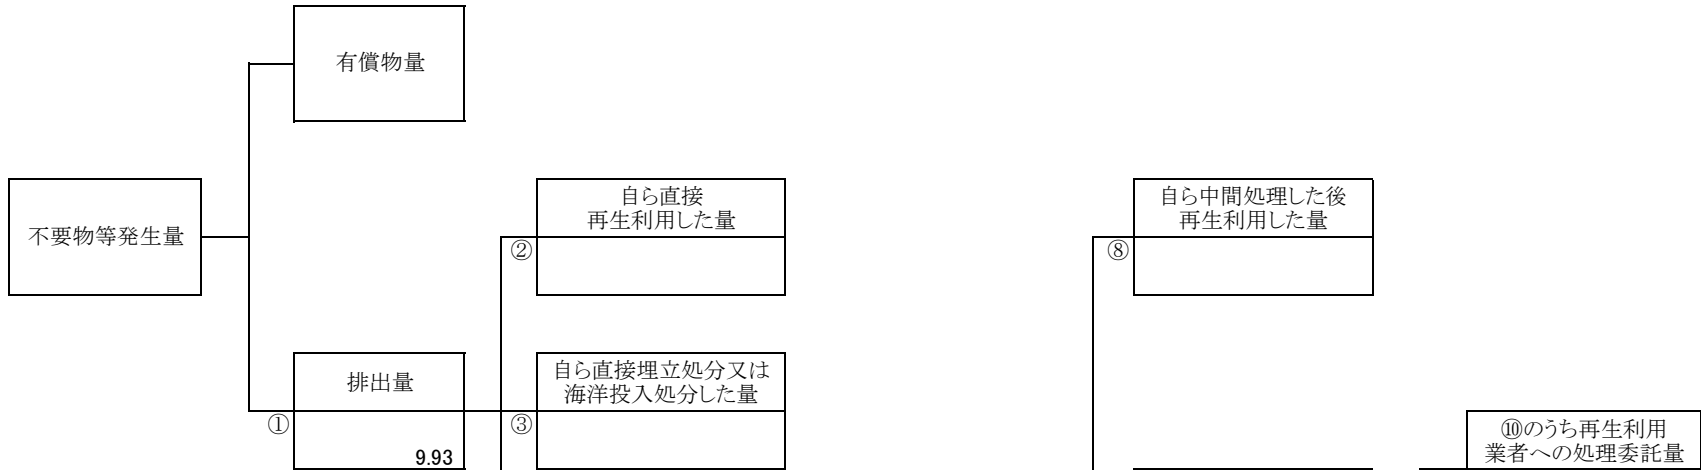 有償物量
不要物等発生量
自ら直接
再生利用した量
②
自ら中間処理した後
再生利用した量
⑧
排出量
①
9.93
自ら直接埋立処分又は
海洋投入処分した量
③
⑩のうち再生利用
業者への処理委託量